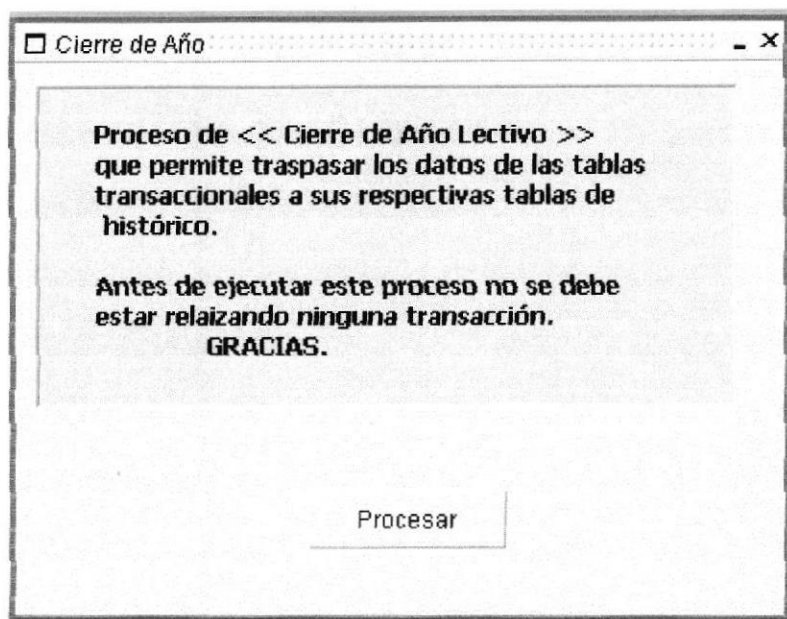 Cierre de Año
Proceso de << Cierre de Año Lectivo >>
que permite traspasar los datos de las tablas
transaccionales a sus respectivas tablas de
histórico.
Antes de ejecutar este proceso no se debe
estar relaizando ninguna transacción.
GRACIAS.
Procesar